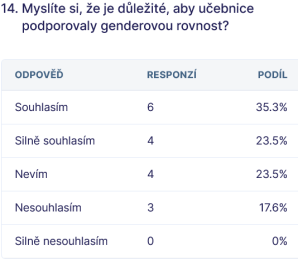 14. Myslíte si, že je důležité, aby učebnice
podporovaly genderovou rovnost?
ODPOVĚĎ RESPONZÍ PODÍL
Souhlasím 6 35.3%
Silně souhlasím 4 23.5%
Nevím 4 23.5%
Nesouhlasím 3 17.6%
Silně nesouhlasím 0 0%